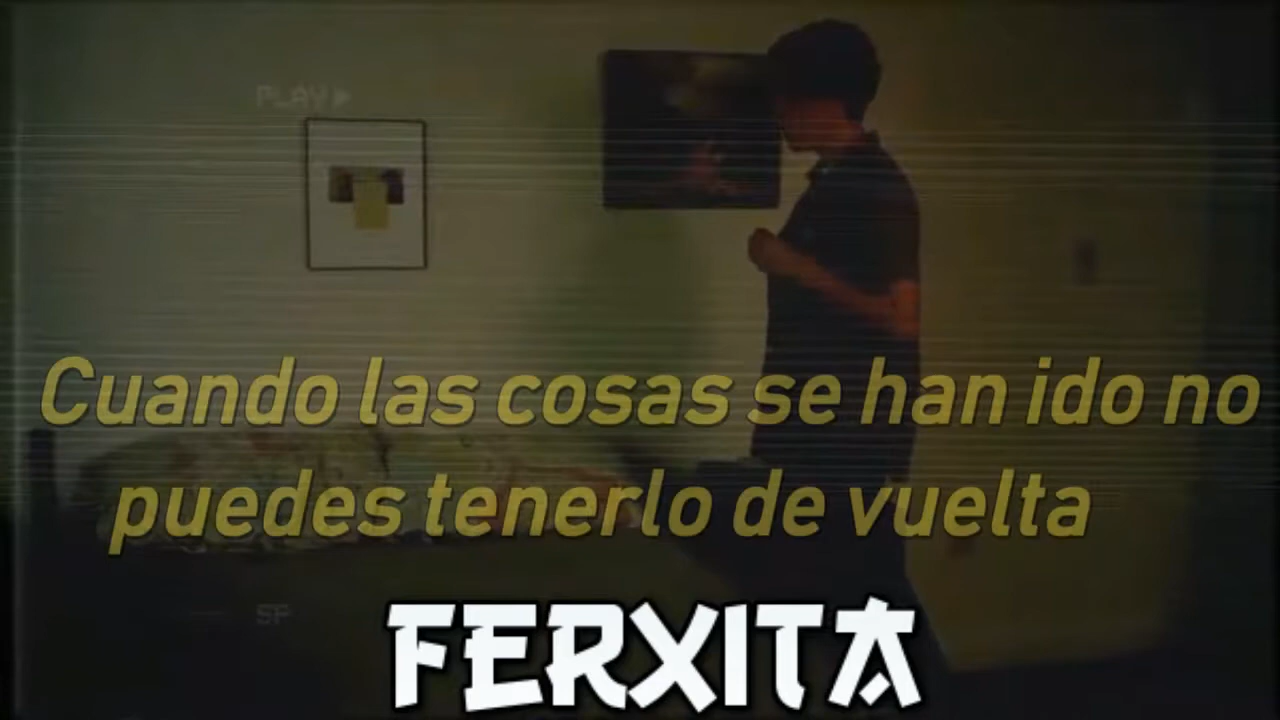 PLAY
Cuando las cosas se han ido no
puedes tenerlo de vuelta
SP
FERXITA